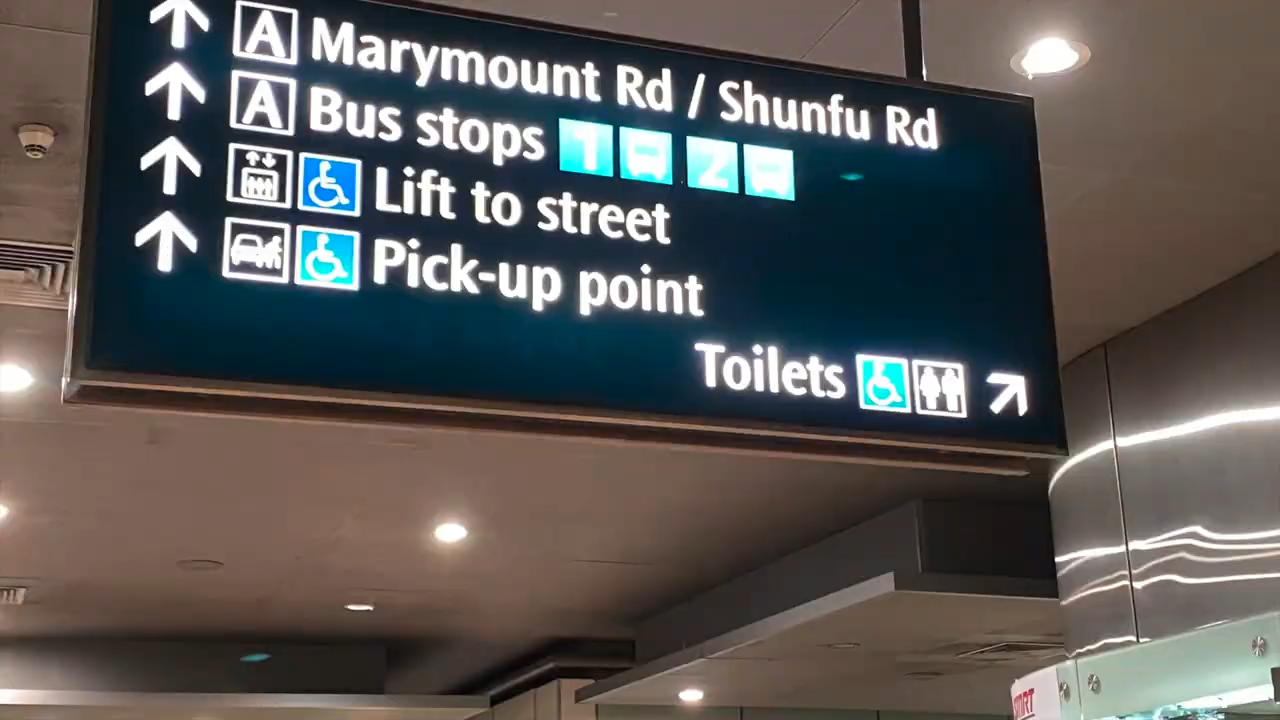 A Marymount Rd / Shunfu Rd
A Bus stops 1 2
Lift to street
Pick-up point
Toilets